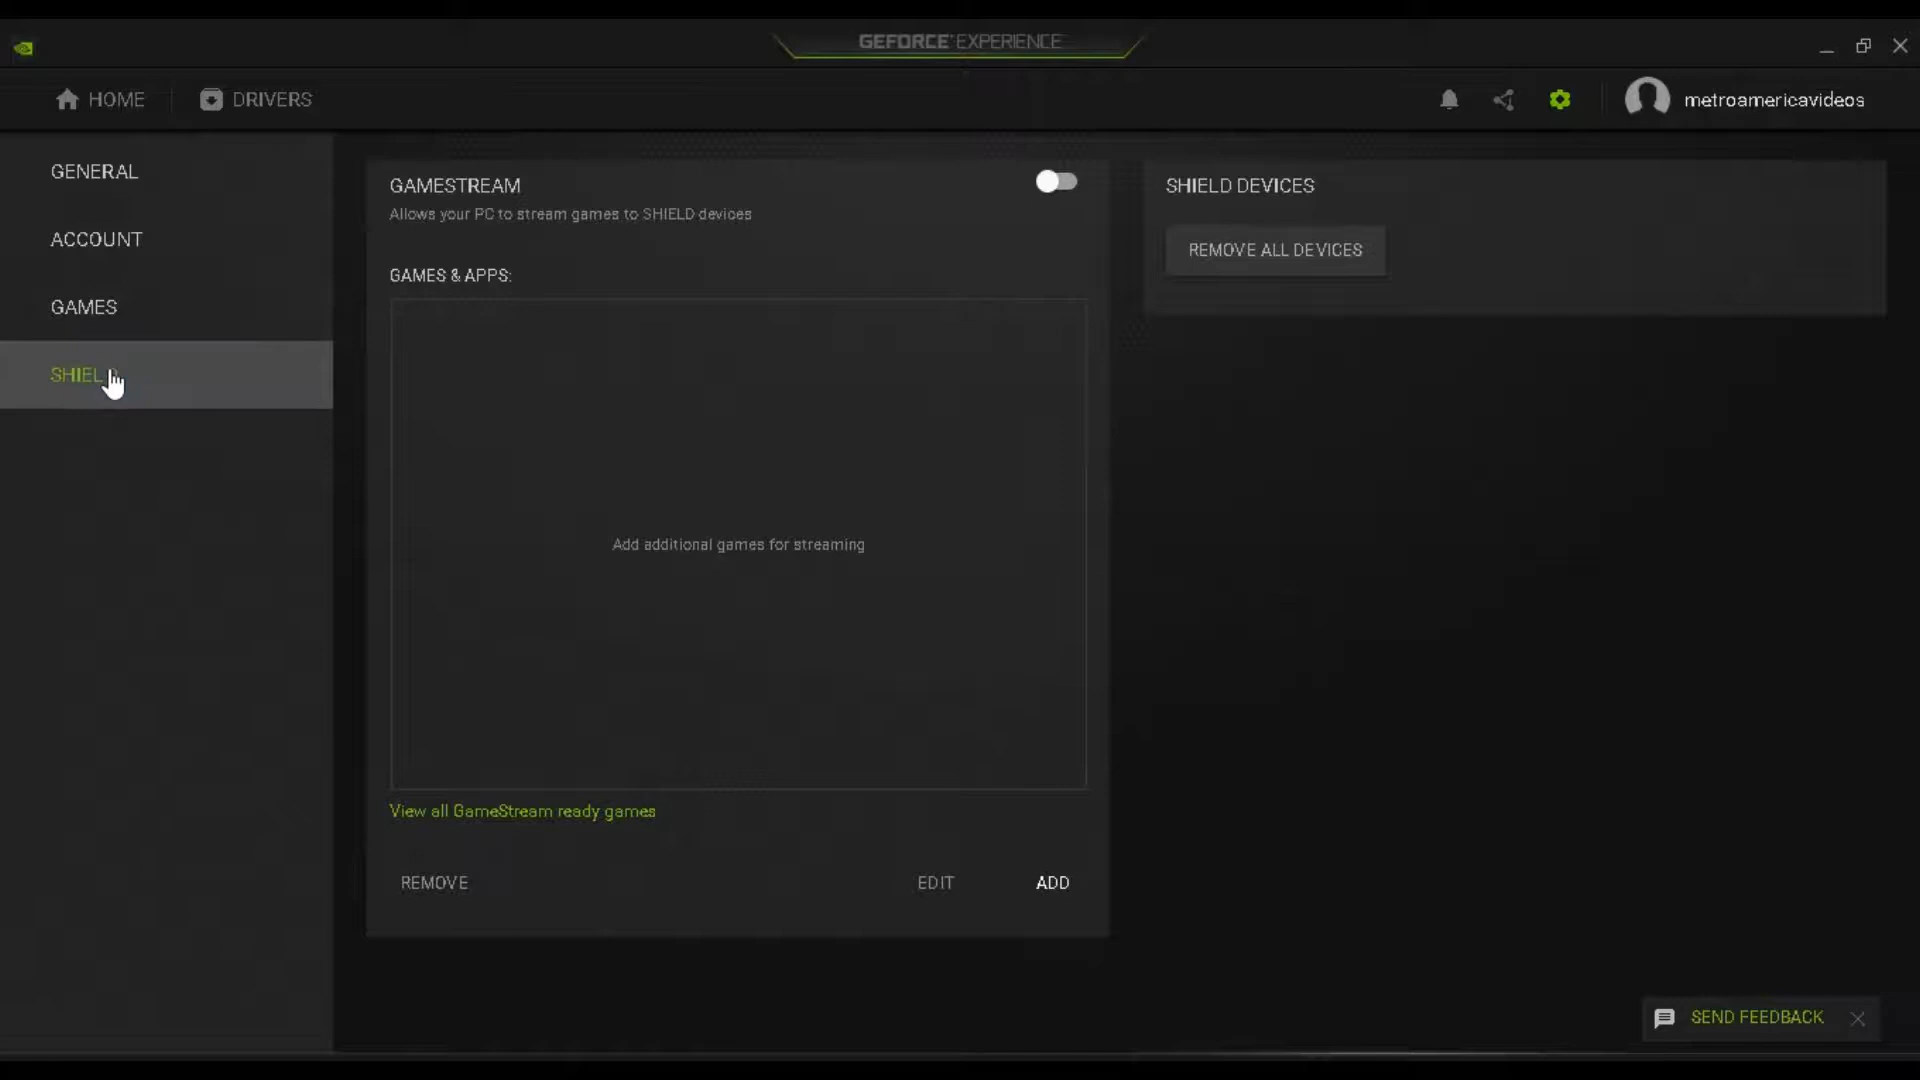 GEFORCE EXPERIENCE
HOME
DRIVERS
metroamericavideos
GENERAL
ACCOUNT
GAMES
SHIELD
GAMESTREAM
Allows your PC to stream games to SHIELD devices
GAMES & APPS:
Add additional games for streaming
View all GameStream ready games
REMOVE
EDIT
ADD
SHIELD DEVICES
REMOVE ALL DEVICES
SEND FEEDBACK